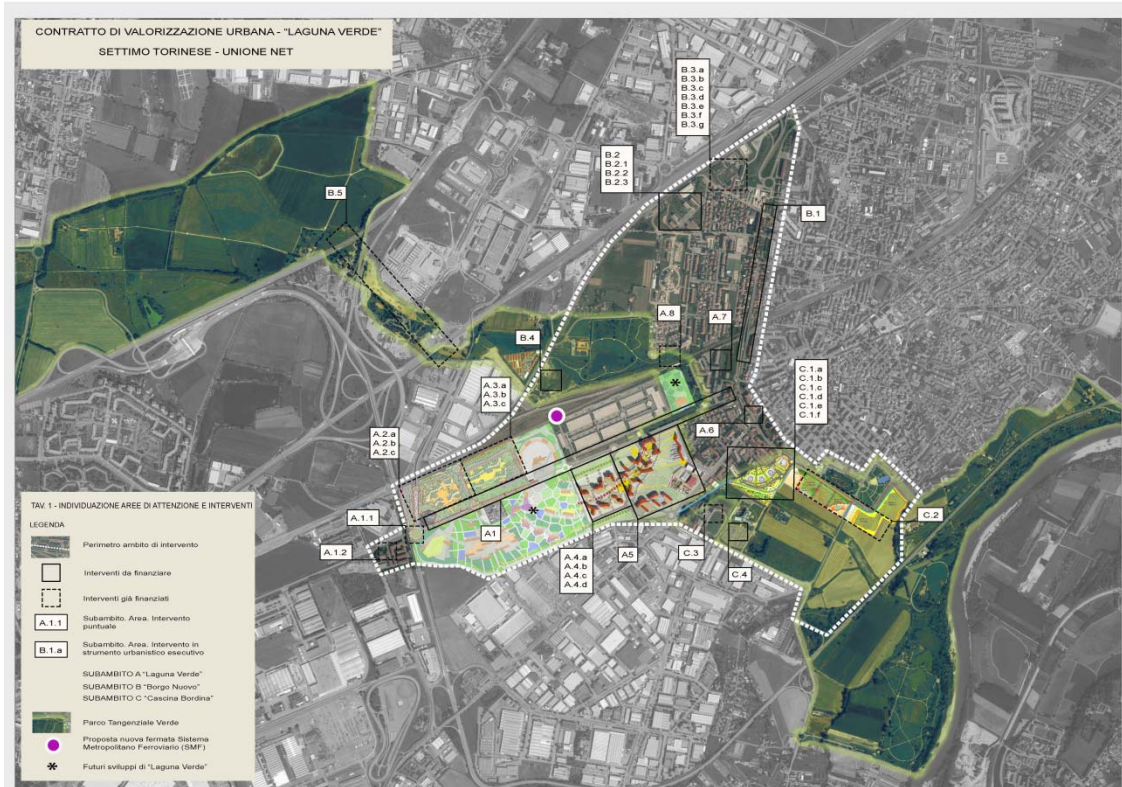 CONTRATTO DI VALORIZZAZIONE URBANA - "LAGUNA VERDE"
SETTIMO TORINESE - UNIONE NET
B.3.a
B.3.b
B.3.c
B.3.d
B.3.e
B.3.f
B.3.g
B.2
B.2.1
B.2.2
B.2.3
B.5
B.1
A.8
A.7
B.4
A.3.a
A.3.b
A.3.c
C.1.a
C.1.b
C.1.c
C.1.d
C.1.e
C.1.f
A.2.a
A.2.b
A.2.c
A.6
A.1.1
A1
A.1.2
A.4.a
A.4.b
A.4.c
A.4.d
A5
C.3
C.4
C.2
TAV. 1 - INDIVIDUAZIONE AREE DI ATTENZIONE E INTERVENTI
LEGENDA
Perimetro ambito di intervento
Interventi da finanziare
Interventi già finanziati
A.1.1
Subambito. Area. Intervento
puntuale
B.1.a
Subambito. Area. Intervento in
strumento urbanistico esecutivo
SUBAMBITO A "Laguna Verde"
SUBAMBITO B "Borgo Nuovo"
SUBAMBITO C "Cascina Bordina"
Parco Tangenziale Verde
Proposta nuova fermata Sistema
Metropolitano Ferroviario (SMF)
Futuri sviluppi di "Laguna Verde"